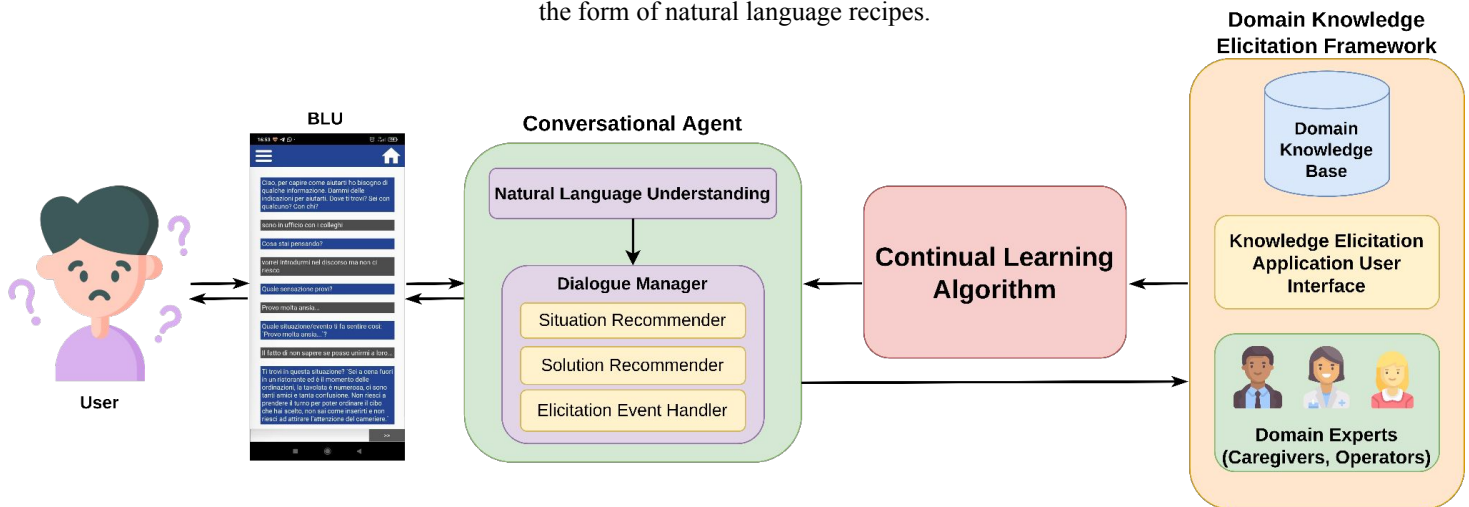 the form of natural language recipes.
Domain Knowledge
Elicitation Framework
BLU
Conversational Agent
16:53
Ciao, per capire come aiutarti ho bisogno di
qualche informazione. Dammi delle
indicazioni per aiutarti. Dove ti trovi? Sei con
qualcuno? Con chi?
sono in ufficio con i colleghi
Cosa stai pensando?
vorrei introdurmi nel discorso ma non ci
riesco
Quale sensazione provi?
Provo molta ansia...
Quale situazione/evento ti fa sentire così:
'Provo molta ansia...'?
Il fatto di non sapere se posso unirmi a loro...
Ti trovi in questa situazione? 'Sei a cena fuori
in un ristorante ed è il momento delle
ordinazioni, la tavolata è numerosa, ci sono
tanti amici e tanta confusione. Non riesci a
prendere il turno per poter ordinare il cibo
che hai scelto, non sai come inserirti e non
riesci ad attirare l'attenzione del cameriere.'
>>
User
Natural Language Understanding
Dialogue Manager
Situation Recommender
Solution Recommender
Elicitation Event Handler
Continual Learning
Algorithm
Domain
Knowledge
Base
Knowledge Elicitation
Application User
Interface
Domain Experts
(Caregivers, Operators)